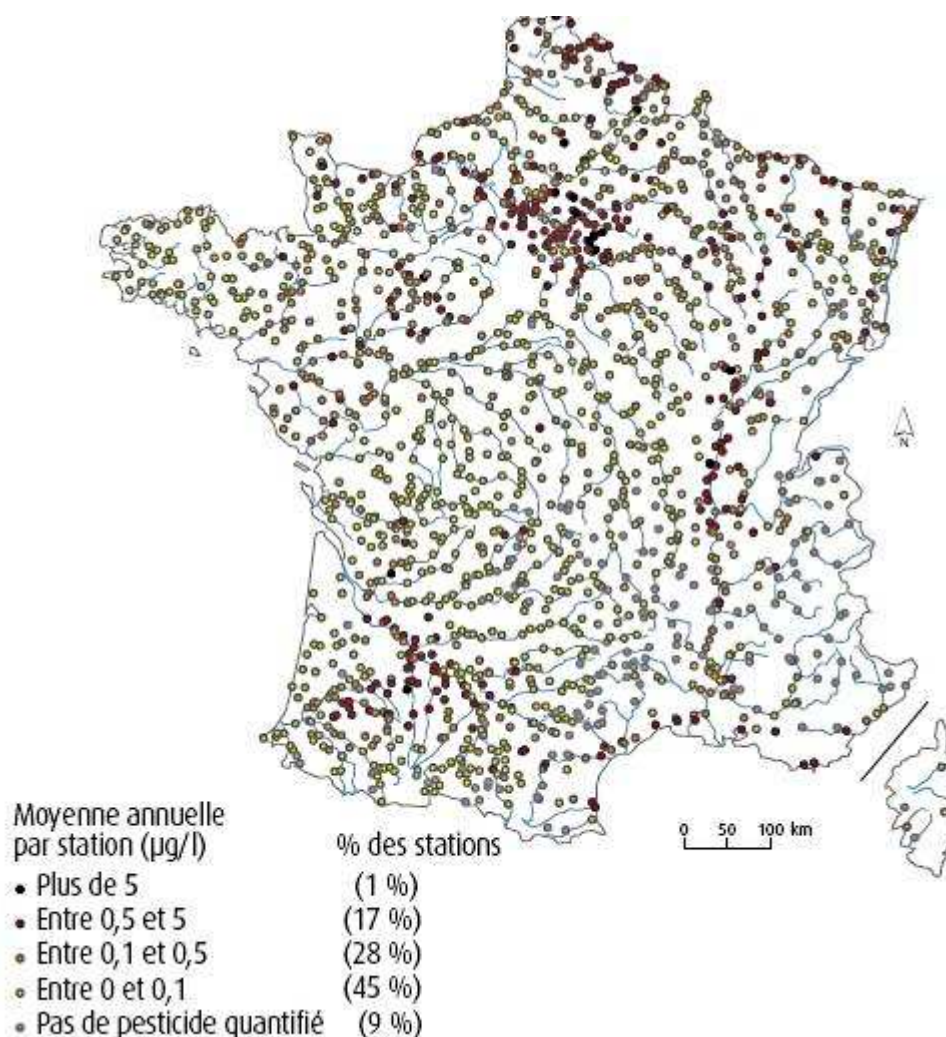 N
0 50 100 km
Moyenne annuelle
par station (µg/l) % des stations
• Plus de 5 (1 %)
• Entre 0,5 et 5 (17 %)
• Entre 0,1 et 0,5 (28 %)
• Entre 0 et 0,1 (45 %)
• Pas de pesticide quantifié (9 %)